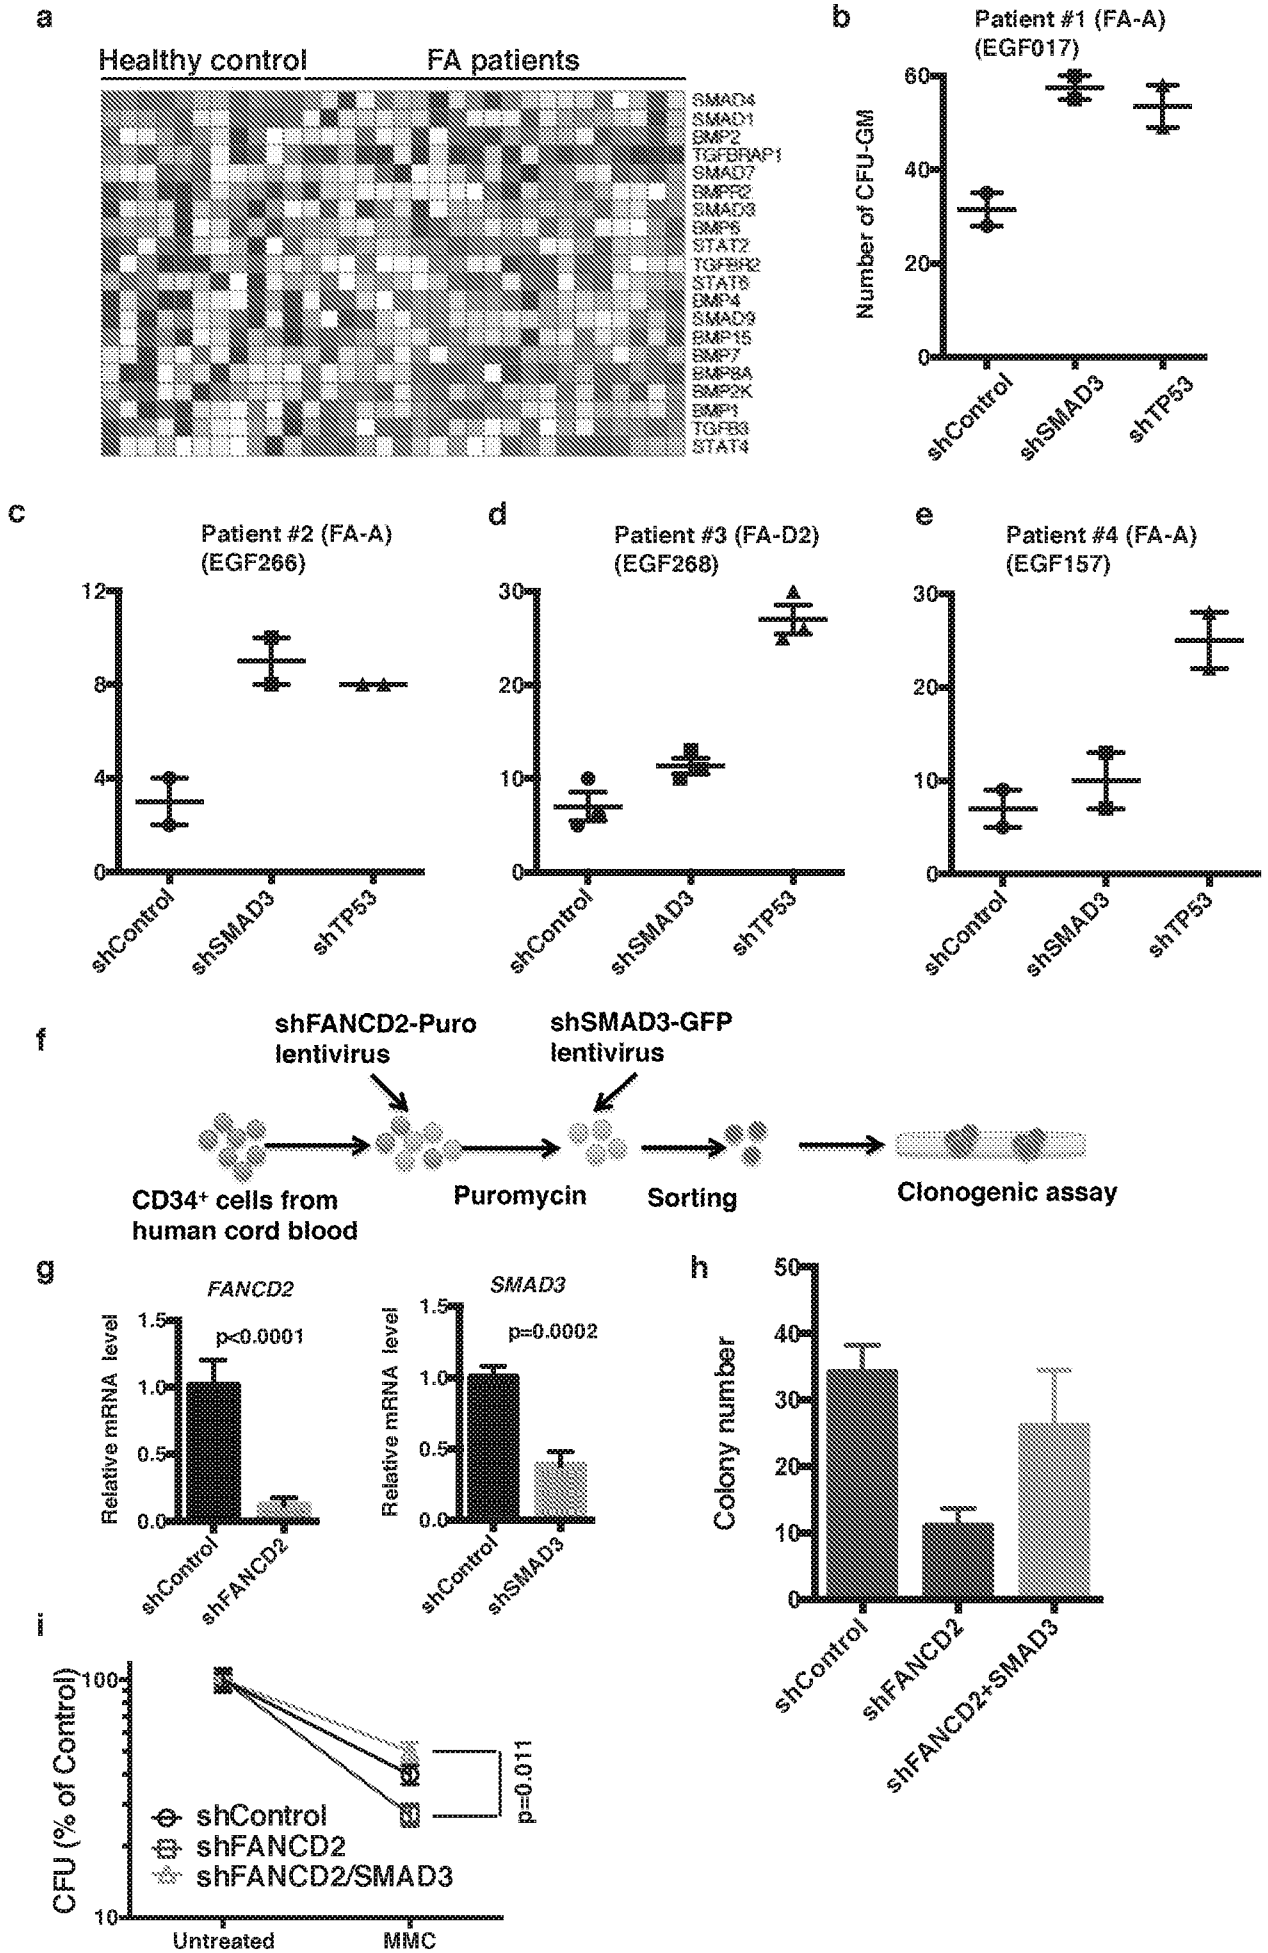 a
Healthy control
FA patients
SMAD4
SMAD1
BMP2
TGFBRAP1
SMAD7
BMPR2
SMAD3
BMP6
STAT2
TGFBR2
STAT6
BMP4
SMAD9
BMP15
BMP7
BMP8A
BMP2K
BMP1
TGFB3
STAT4
b
Patient #1 (FA-A)
(EGF017)
Number of CFU-GM
60
40
20
0
shControl
shSMAD3
shTP53
c
Patient #2 (FA-A)
(EGF266)
12
8
4
0
shControl
shSMAD3
shTP53
d
Patient #3 (FA-D2)
(EGF268)
30
20
10
0
shControl
shSMAD3
shTP53
e
Patient #4 (FA-A)
(EGF157)
30
20
10
0
shControl
shSMAD3
shTP53
f
shFANCD2-Puro
lentivirus
shSMAD3-GFP
lentivirus
CD34+ cells from
human cord blood
Puromycin
Sorting
Clonogenic assay
g
FANCD2
p<0.0001
Relative mRNA level
1.5
1.0
0.5
0.0
shControl
shFANCD2
SMAD3
p=0.0002
Relative mRNA level
1.5
1.0
0.5
0.0
shControl
shSMAD3
h
Colony number
50
40
30
20
10
0
shControl
shFANCD2
shFANCD2+SMAD3
i
CFU (% of Control)
100
10
p=0.011
shControl
shFANCD2
shFANCD2/SMAD3
Untreated
MMC